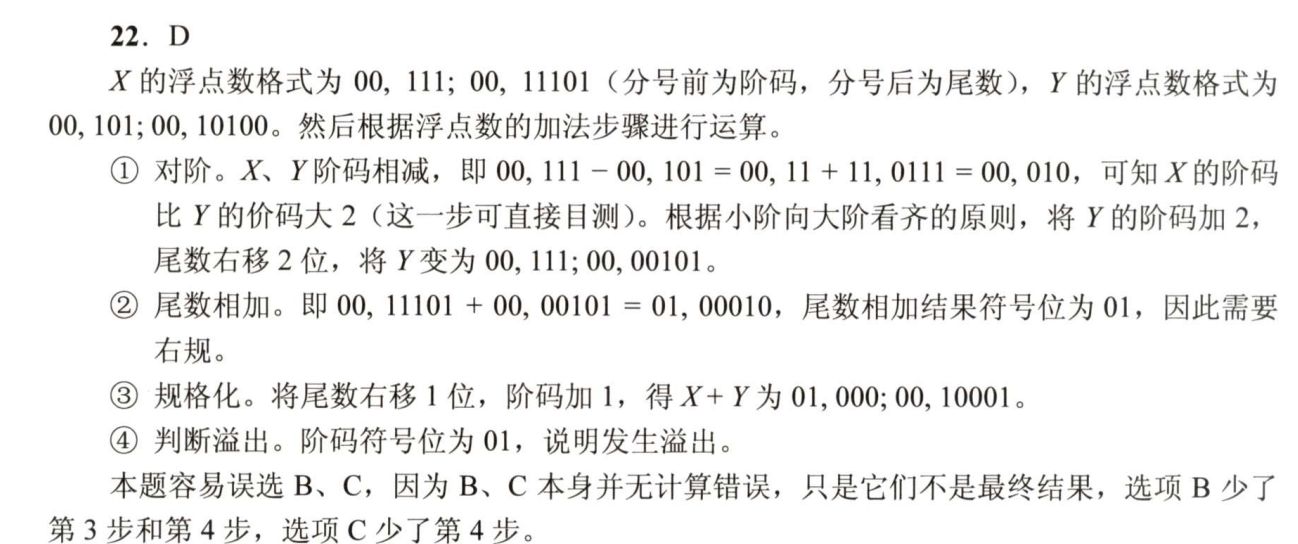 22．D
X 的浮点数格式为 00, 111; 00, 11101（分号前为阶码，分号后为尾数），Y 的浮点数格式为
00, 101; 00, 10100。然后根据浮点数的加法步骤进行运算。
① 对阶。X、Y 阶码相减，即 00, 111 − 00, 101 = 00, 11 + 11, 0111 = 00, 010，可知 X 的阶码
比 Y 的价码大 2（这一步可直接目测）。根据小阶向大阶看齐的原则，将 Y 的阶码加 2，
尾数右移 2 位，将 Y 变为 00, 111; 00, 00101。
② 尾数相加。即 00, 11101 + 00, 00101 = 01, 00010，尾数相加结果符号位为 01，因此需要
右规。
③ 规格化。将尾数右移 1 位，阶码加 1，得 X + Y 为 01, 000; 00, 10001。
④ 判断溢出。阶码符号位为 01，说明发生溢出。
本题容易误选 B、C，因为 B、C 本身并无计算错误，只是它们不是最终结果，选项 B 少了
第 3 步和第 4 步，选项 C 少了第 4 步。